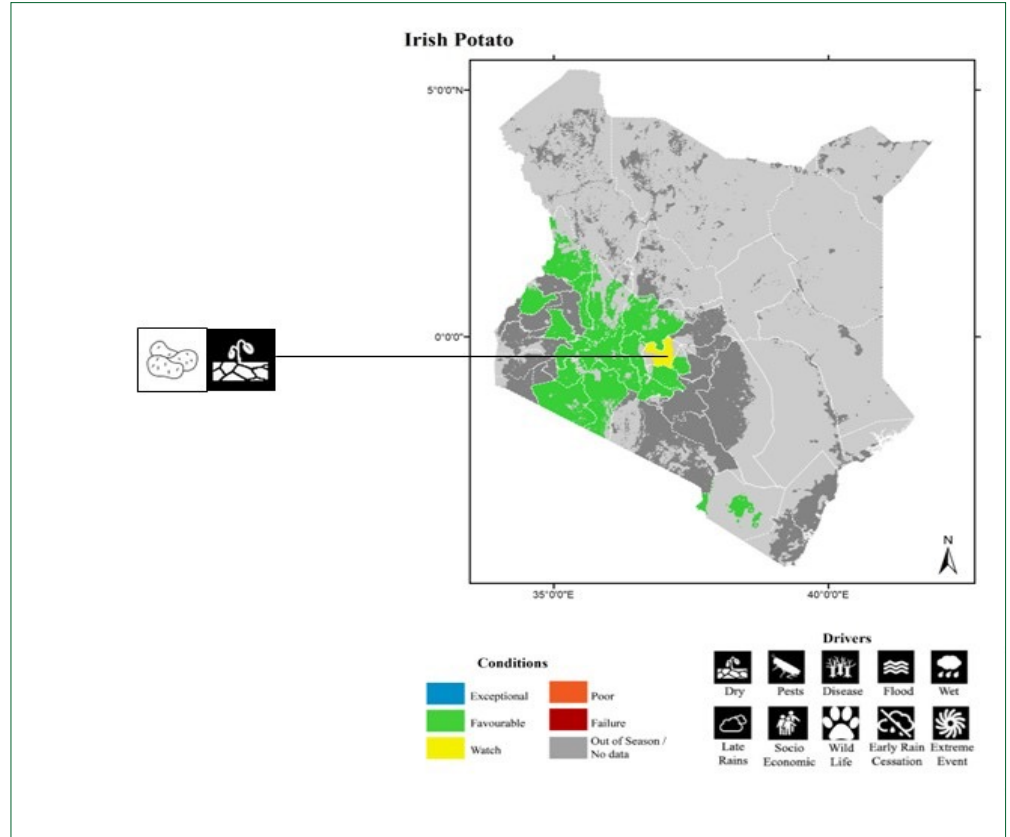 Irish Potato
5°0'0"N
0°0'0"
35°0'0"E
40°0'0"E
N
Conditions
Exceptional
Favourable
Watch
Poor
Failure
Out of Season /
No data
Drivers
Dry
Pests
Disease
Flood
Wet
Late
Rains
Socio
Economic
Wild
Life
Early Rain
Cessation
Extreme
Event